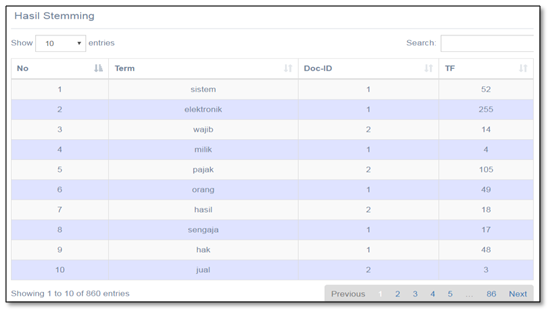 Hasil Stemming
Show 10 entries Search:
No Term Doc-ID TF
1 sistem 1 52
2 elektronik 1 255
3 wajib 2 14
4 milik 1 4
5 pajak 2 105
6 orang 1 49
7 hasil 2 18
8 sengaja 1 17
9 hak 1 48
10 jual 2 3
Showing 1 to 10 of 860 entries Previous 1 2 3 4 5 ... 86 Next